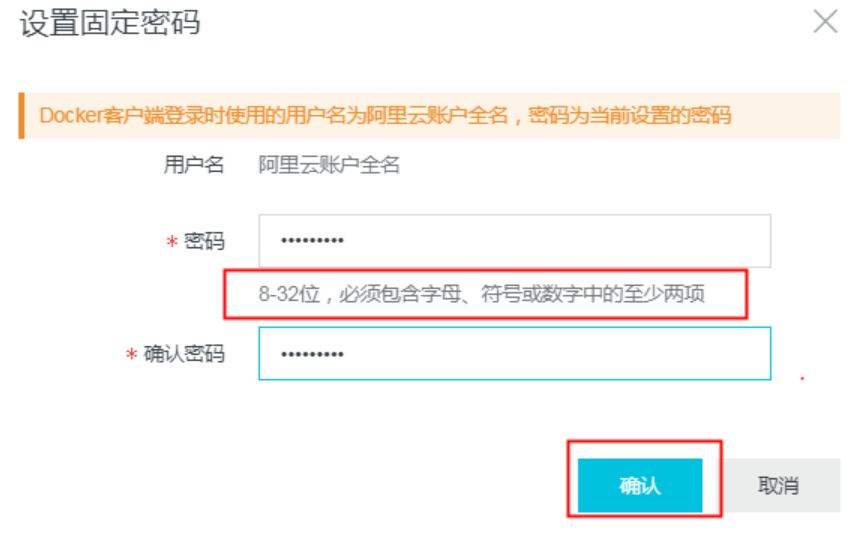 设置固定密码
Docker客户端登录时使用的用户名为阿里云账户全名，密码为当前设置的密码
用户名 阿里云账户全名
* 密码 •••••••••
8-32位，必须包含字母、符号或数字中的至少两项
* 确认密码 •••••••••
确认 取消